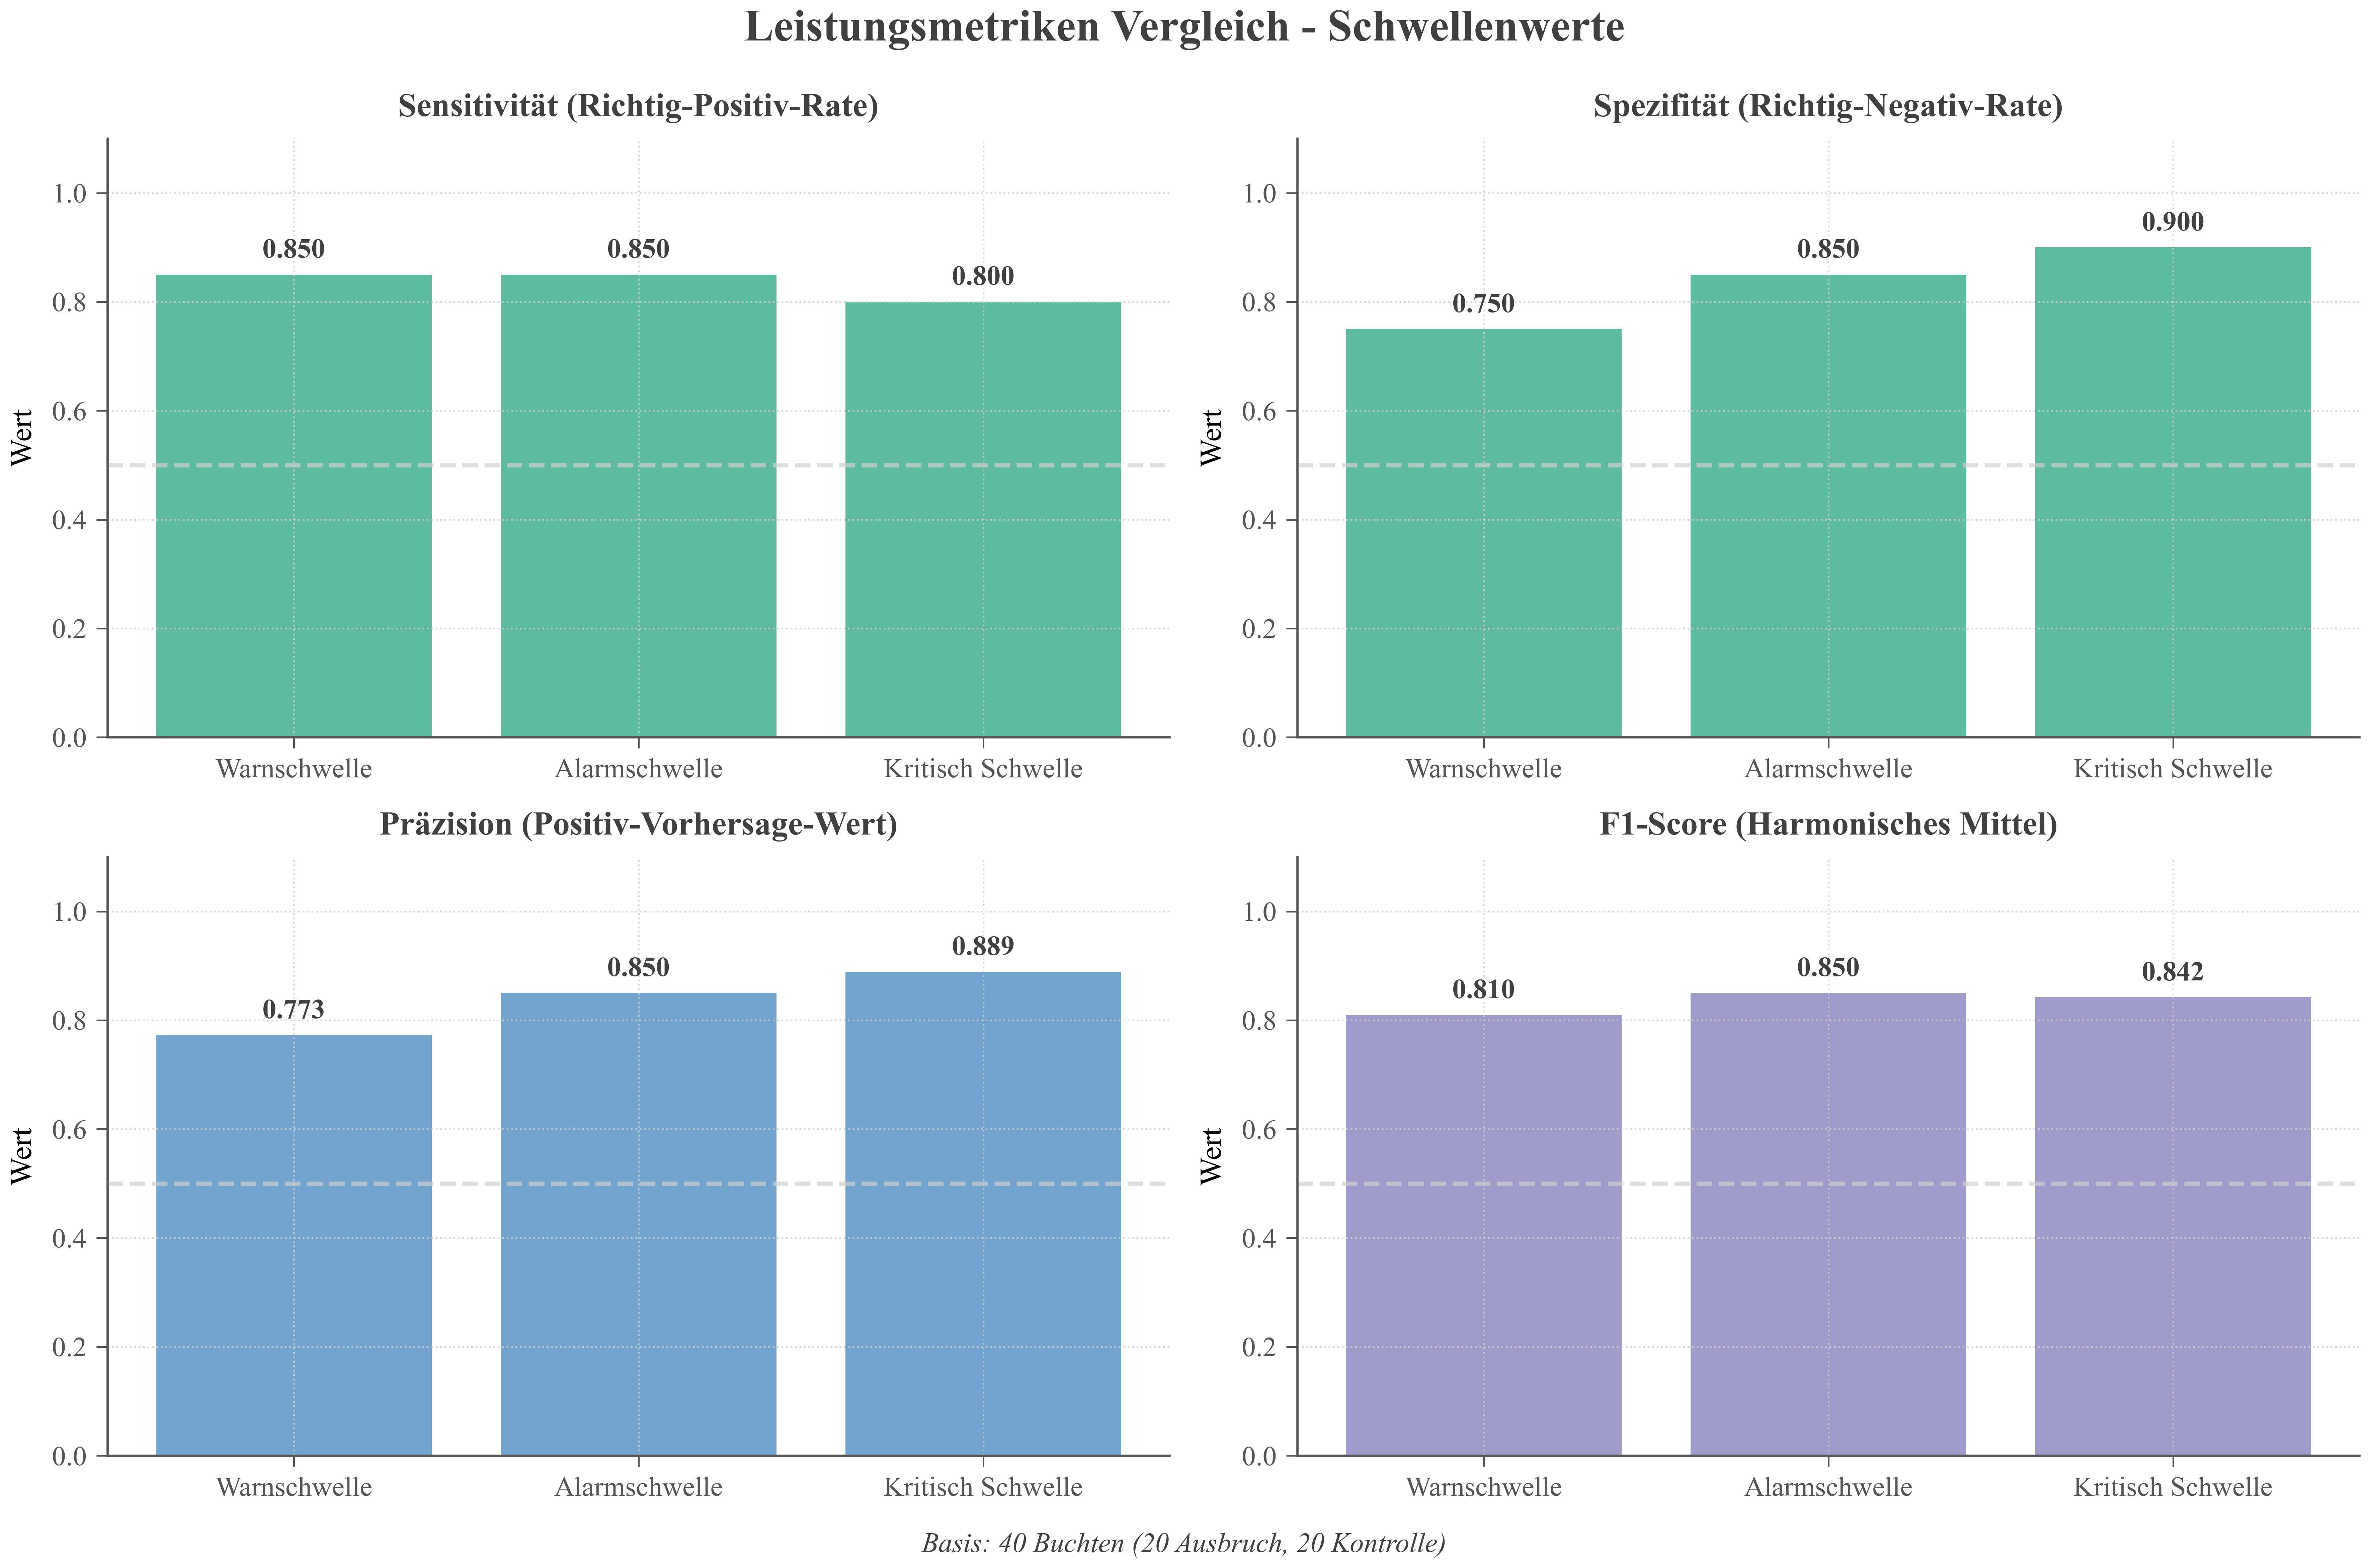 Leistungsmetriken Vergleich - Schwellenwerte
Sensitivität (Richtig-Positiv-Rate)
Wert
1.0
0.8
0.6
0.4
0.2
0.0
0.850
0.850
0.800
Warnschwelle
Alarmschwelle
Kritisch Schwelle
Spezifität (Richtig-Negativ-Rate)
Wert
1.0
0.8
0.6
0.4
0.2
0.0
0.750
0.850
0.900
Warnschwelle
Alarmschwelle
Kritisch Schwelle
Präzision (Positiv-Vorhersage-Wert)
Wert
1.0
0.8
0.6
0.4
0.2
0.0
0.773
0.850
0.889
Warnschwelle
Alarmschwelle
Kritisch Schwelle
F1-Score (Harmonisches Mittel)
Wert
1.0
0.8
0.6
0.4
0.2
0.0
0.810
0.850
0.842
Warnschwelle
Alarmschwelle
Kritisch Schwelle
Basis: 40 Buchten (20 Ausbruch, 20 Kontrolle)